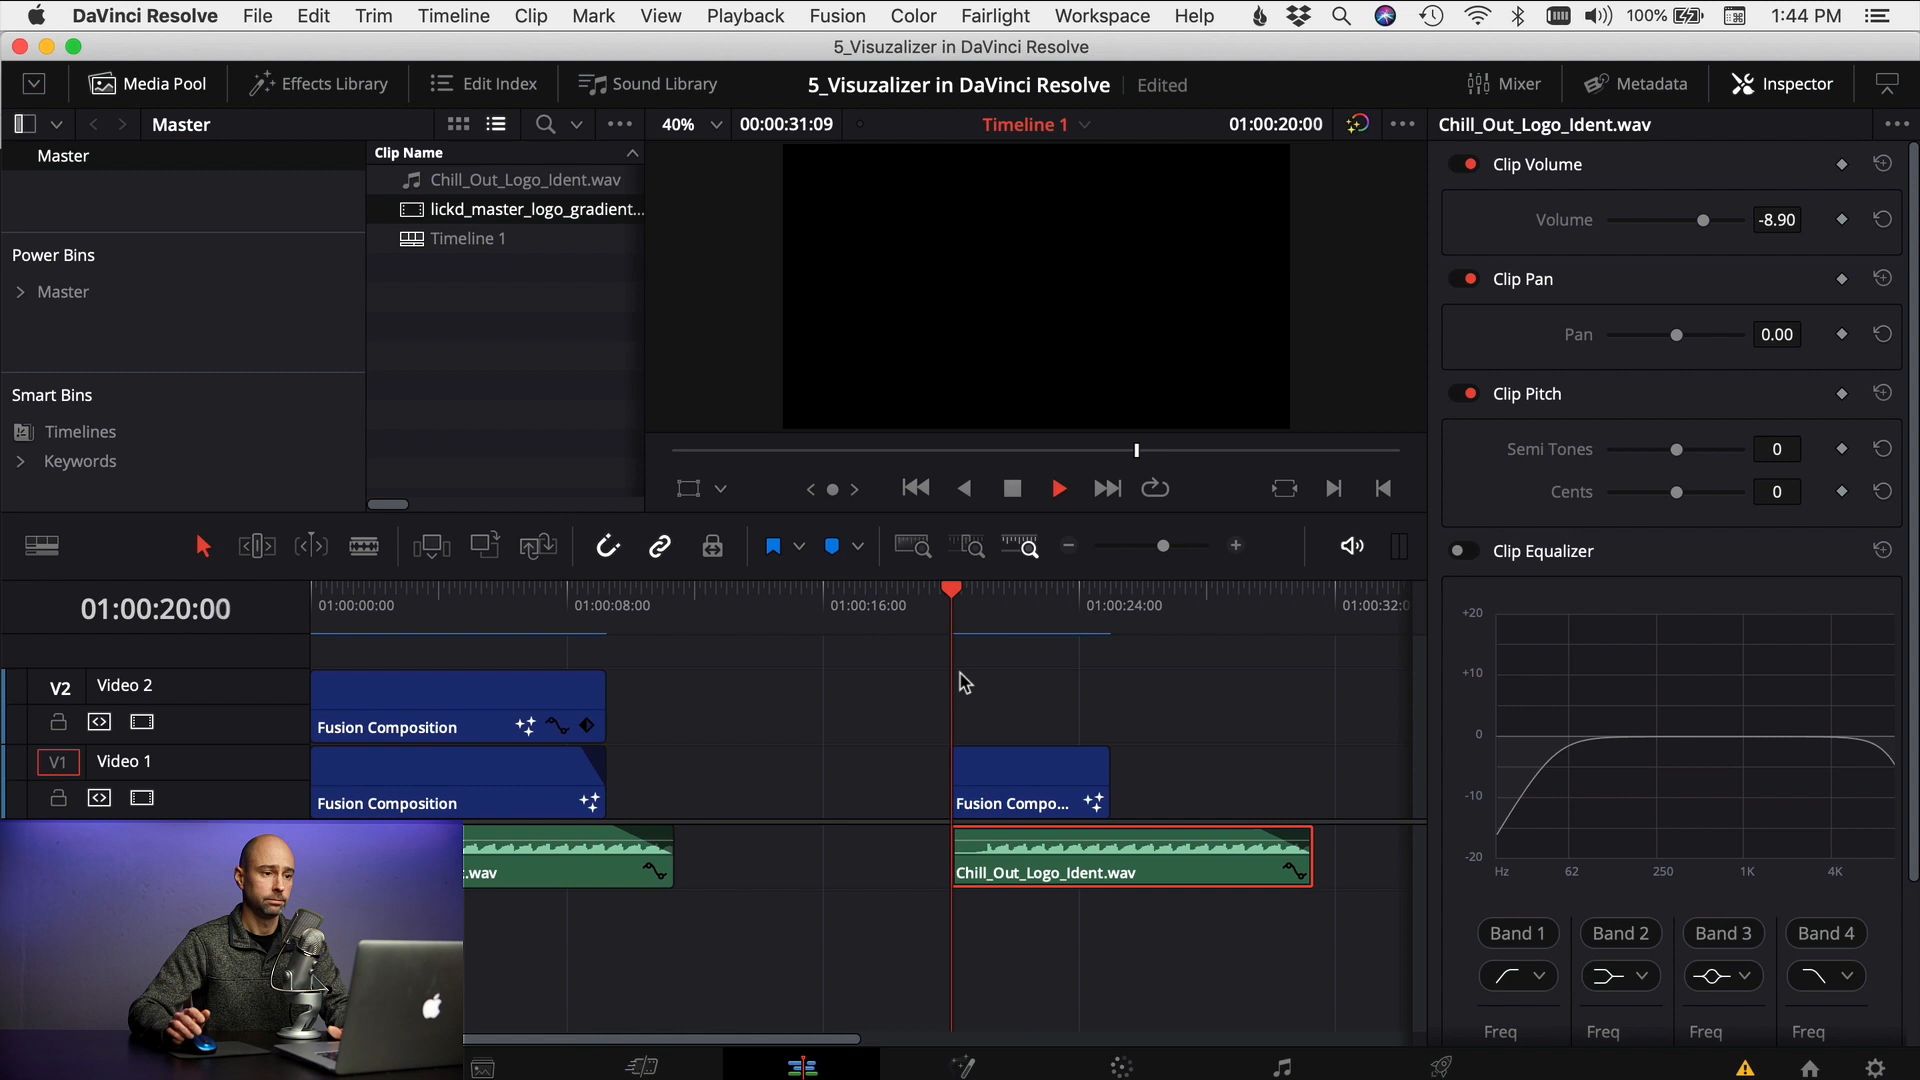 DaVinci Resolve File Edit Trim Timeline Clip Mark View Playback Fusion Color Fairlight Workspace Help 100% 1:44 PM
5_Visuzalizer in DaVinci Resolve
Media Pool Effects Library Edit Index Sound Library 5_Visuzalizer in DaVinci Resolve Edited Mixer Metadata Inspector
Master 40% 00:00:31:09 Timeline 1 01:00:20:00 Chill_Out_Logo_Ident.wav
Master
Power Bins
Master
Smart Bins
Timelines
Keywords
Clip Name
Chill_Out_Logo_Ident.wav
lickd_master_logo_gradient...
Timeline 1
Clip Volume
Volume -8.90
Clip Pan
Pan 0.00
Clip Pitch
Semi Tones 0
Cents 0
Clip Equalizer
+20
+10
0
-10
-20
Hz 62 250 1K 4K
Band 1 Band 2 Band 3 Band 4
Freq Freq Freq Freq
01:00:20:00
01:00:00:00 01:00:08:00 01:00:16:00 01:00:24:00 01:00:32:0
V2 Video 2
Fusion Composition
V1 Video 1
Fusion Composition Fusion Compo...
t.wav Chill_Out_Logo_Ident.wav